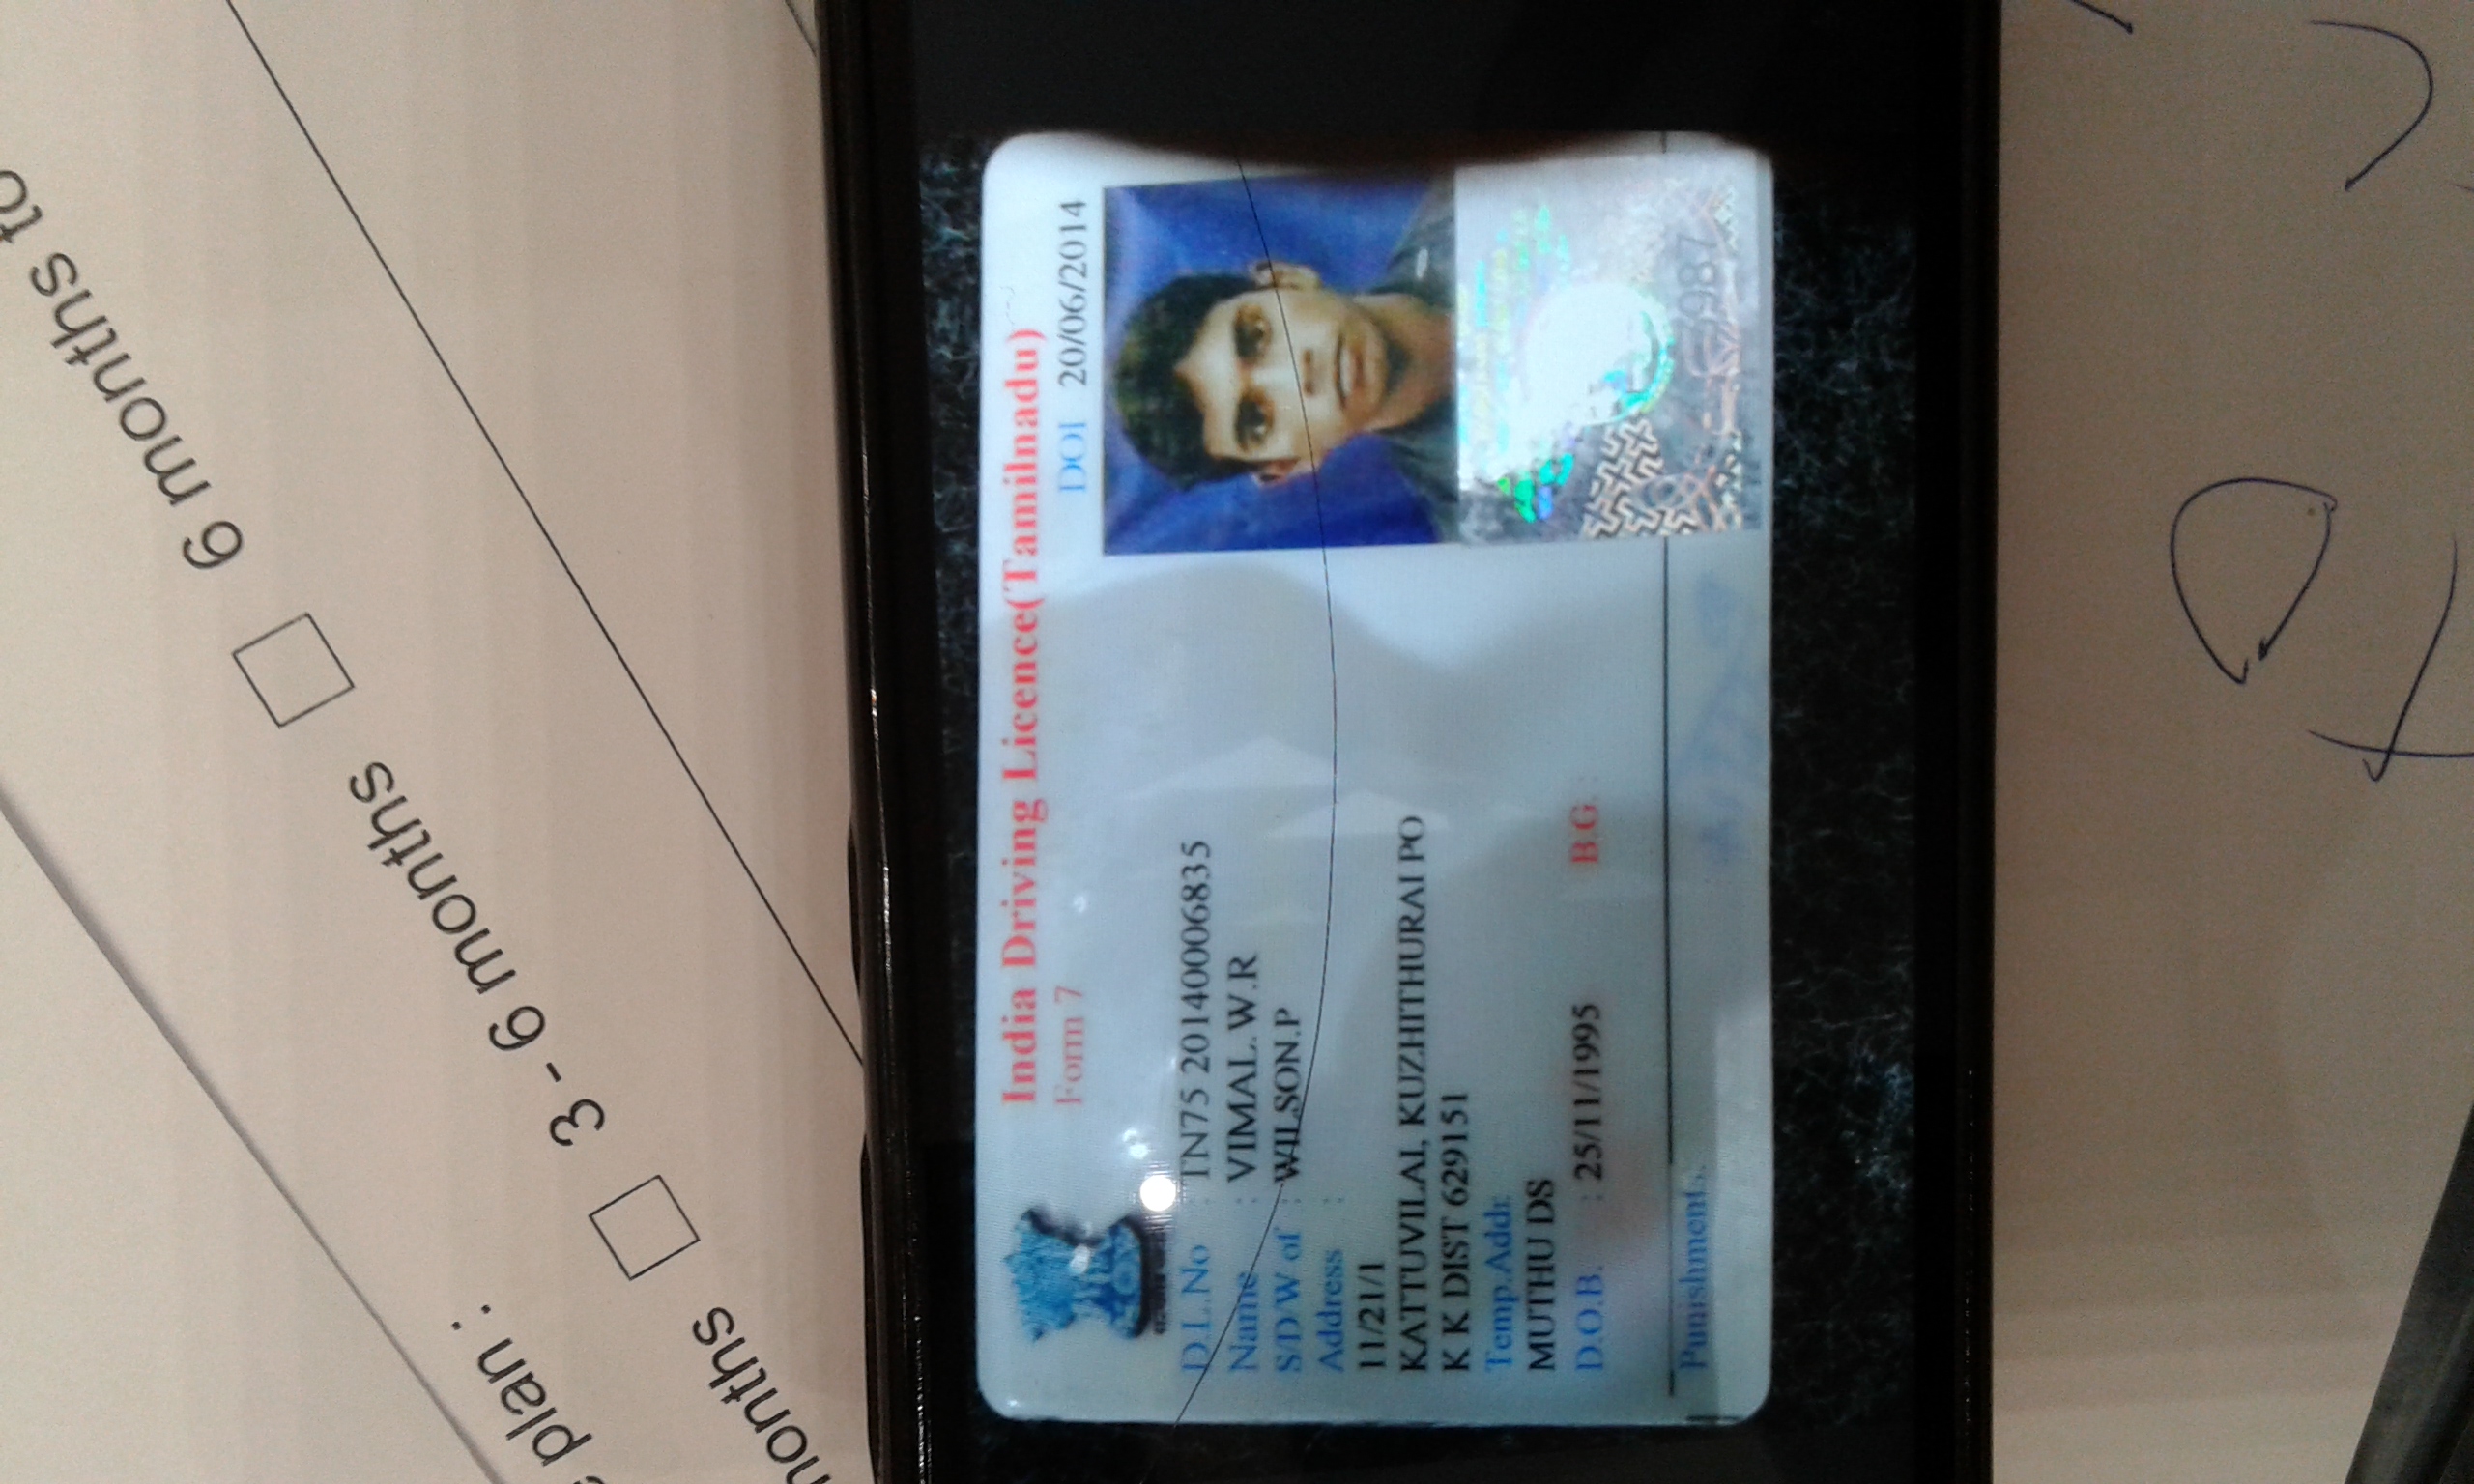 plan :
months
3 - 6 months
6 months to
India Driving Licence(Tamilnadu)
Form 7
DOI 20/06/2014
D.L.No : TN75 20140006835
Name : VIMAL.W.R
S/D/W of : WILSON.P
Address :
11/21/1
KATTUVILAI, KUZHITHURAI PO
K K DIST 629151
Temp.Addr
MUTHU DS
D.O.B. : 25/11/1995 B.G. :
Punishments: